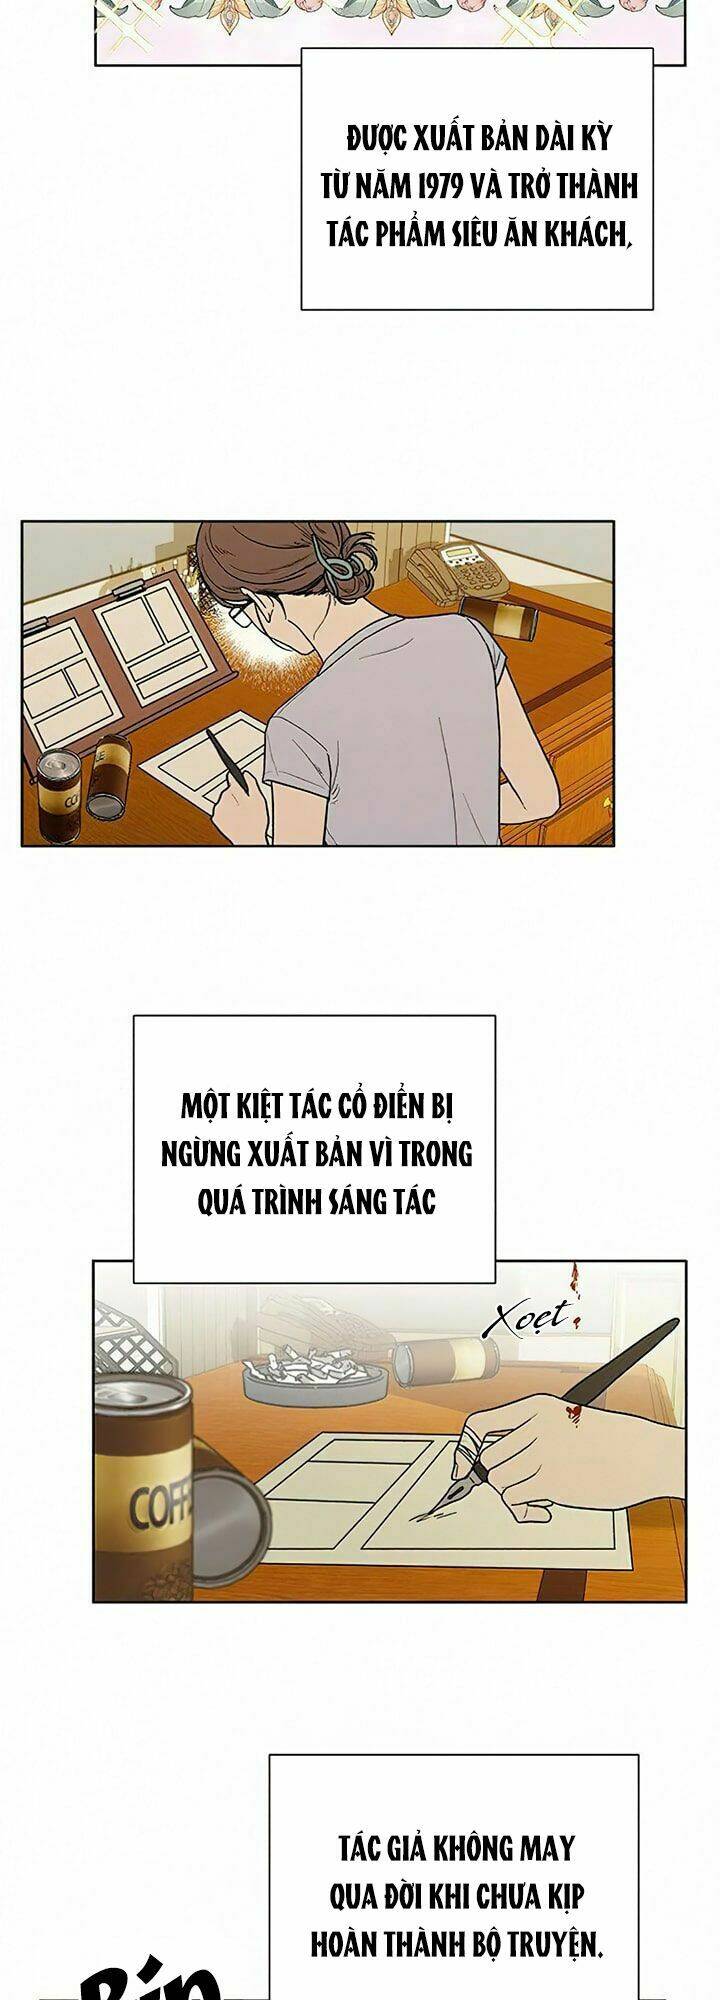 ĐƯỢC XUẤT BẢN DÀI KỲ
TỪ NĂM 1979 VÀ TRỞ THÀNH
TÁC PHẨM SIÊU ĂN KHÁCH,
MỘT KIỆT TÁC CỔ ĐIỂN BỊ
NGỪNG XUẤT BẢN VÌ TRONG
QUÁ TRÌNH SÁNG TÁC
Xoẹt
TÁC GIẢ KHÔNG MAY
QUA ĐỜI KHI CHƯA KỊP
HOÀN THÀNH BỘ TRUYỆN.